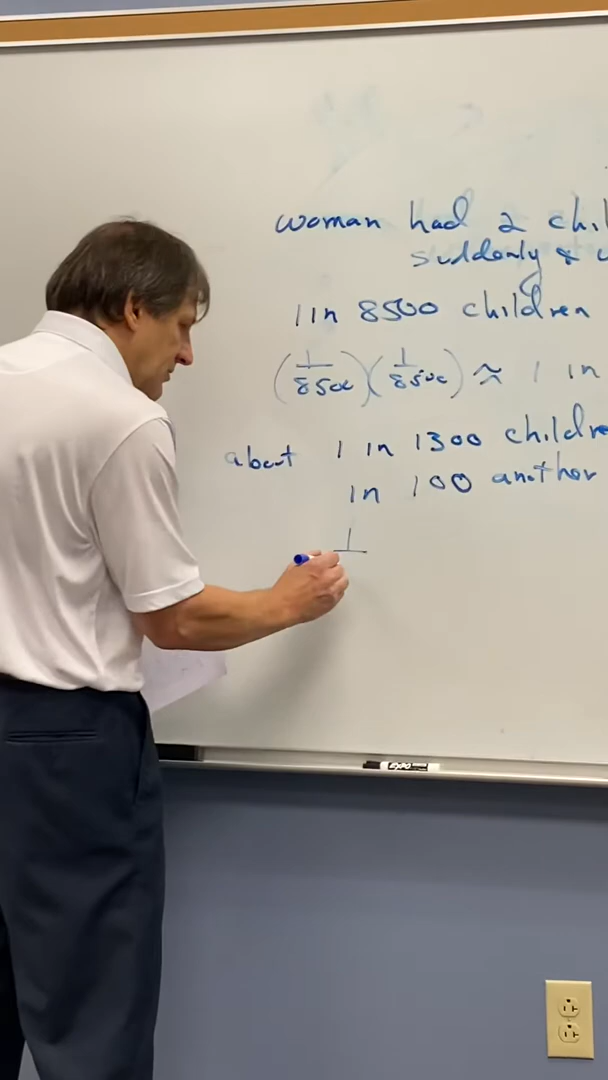 woman had 2 chil
suddenly &
1 in 8500 children
(1/8500)(1/8500) ≈ 1 in
about 1 in 1300 childre
in 100 another
1
EXPO